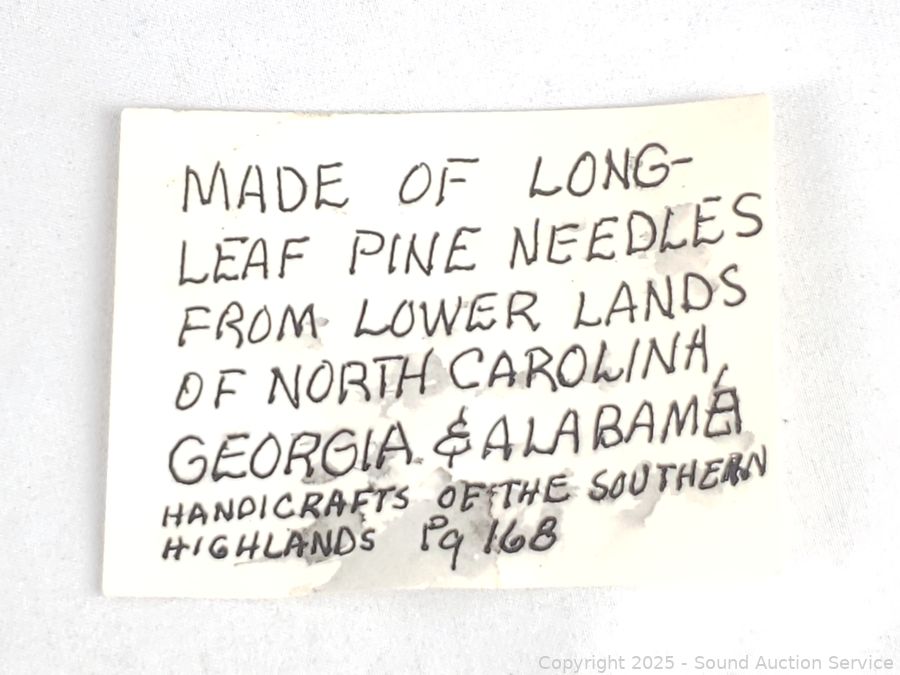 MADE OF LONG-
LEAF PINE NEEDLES
FROM LOWER LANDS
OF NORTH CAROLINA,
GEORGIA & ALABAMA
HANDICRAFTS OF THE SOUTHERN
HIGHLANDS Pg 168
Copyright 2025 - Sound Auction Service